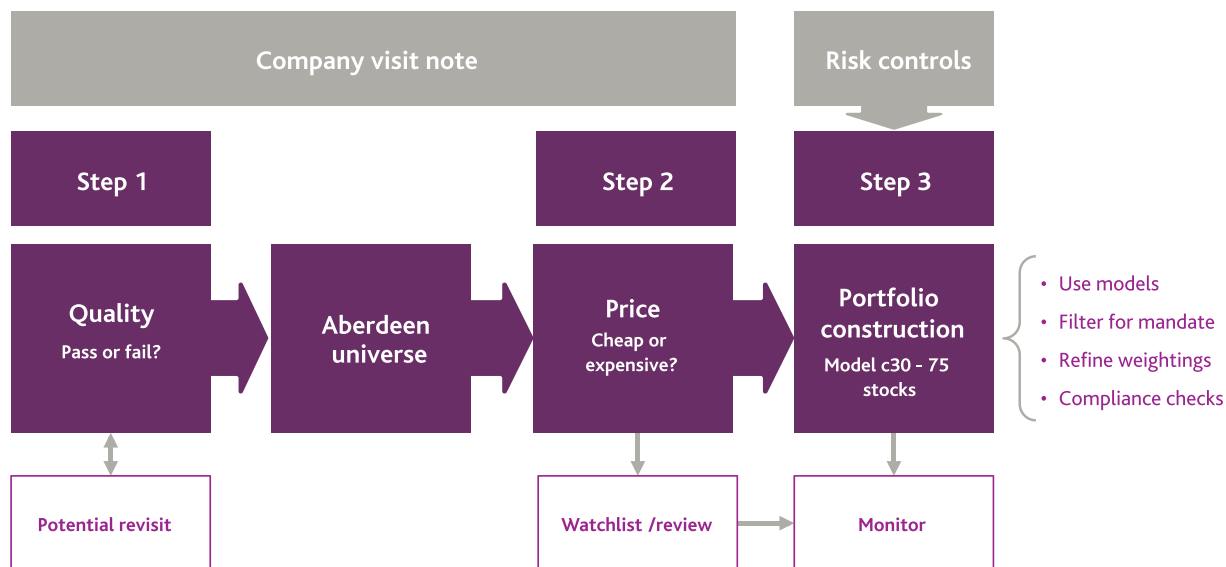 Company visit note
Risk controls
Step 1
Step 2
Step 3
Quality
Pass or fail?
Aberdeen
universe
Price
Cheap or
expensive?
Portfolio
construction
Model c30 - 75
stocks
• Use models
• Filter for mandate
• Refine weightings
• Compliance checks
Potential revisit
Watchlist /review
Monitor